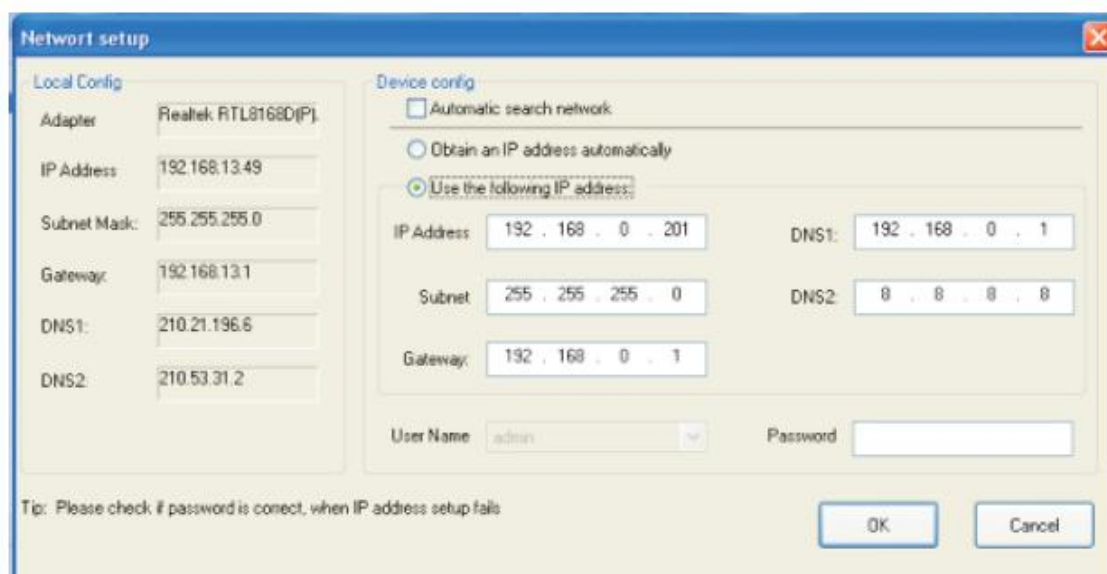 Networt setup
Local Config
Adapter
Realtek RTL8168D(P).
IP Address
192.168.13.49
Subnet Mask:
255.255.255.0
Gateway:
192.168.13.1
DNS1:
210.21.196.6
DNS2:
210.53.31.2
Device config
Automatic search network
Obtain an IP address automatically
Use the following IP address:
IP Address
192 . 168 . 0 . 201
DNS1:
192 . 168 . 0 . 1
Subnet
255 . 255 . 255 . 0
DNS2:
8 . 8 . 8 . 8
Gateway:
192 . 168 . 0 . 1
User Name
admin
Password
Tip: Please check if password is correct, when IP address setup fails
OK
Cancel